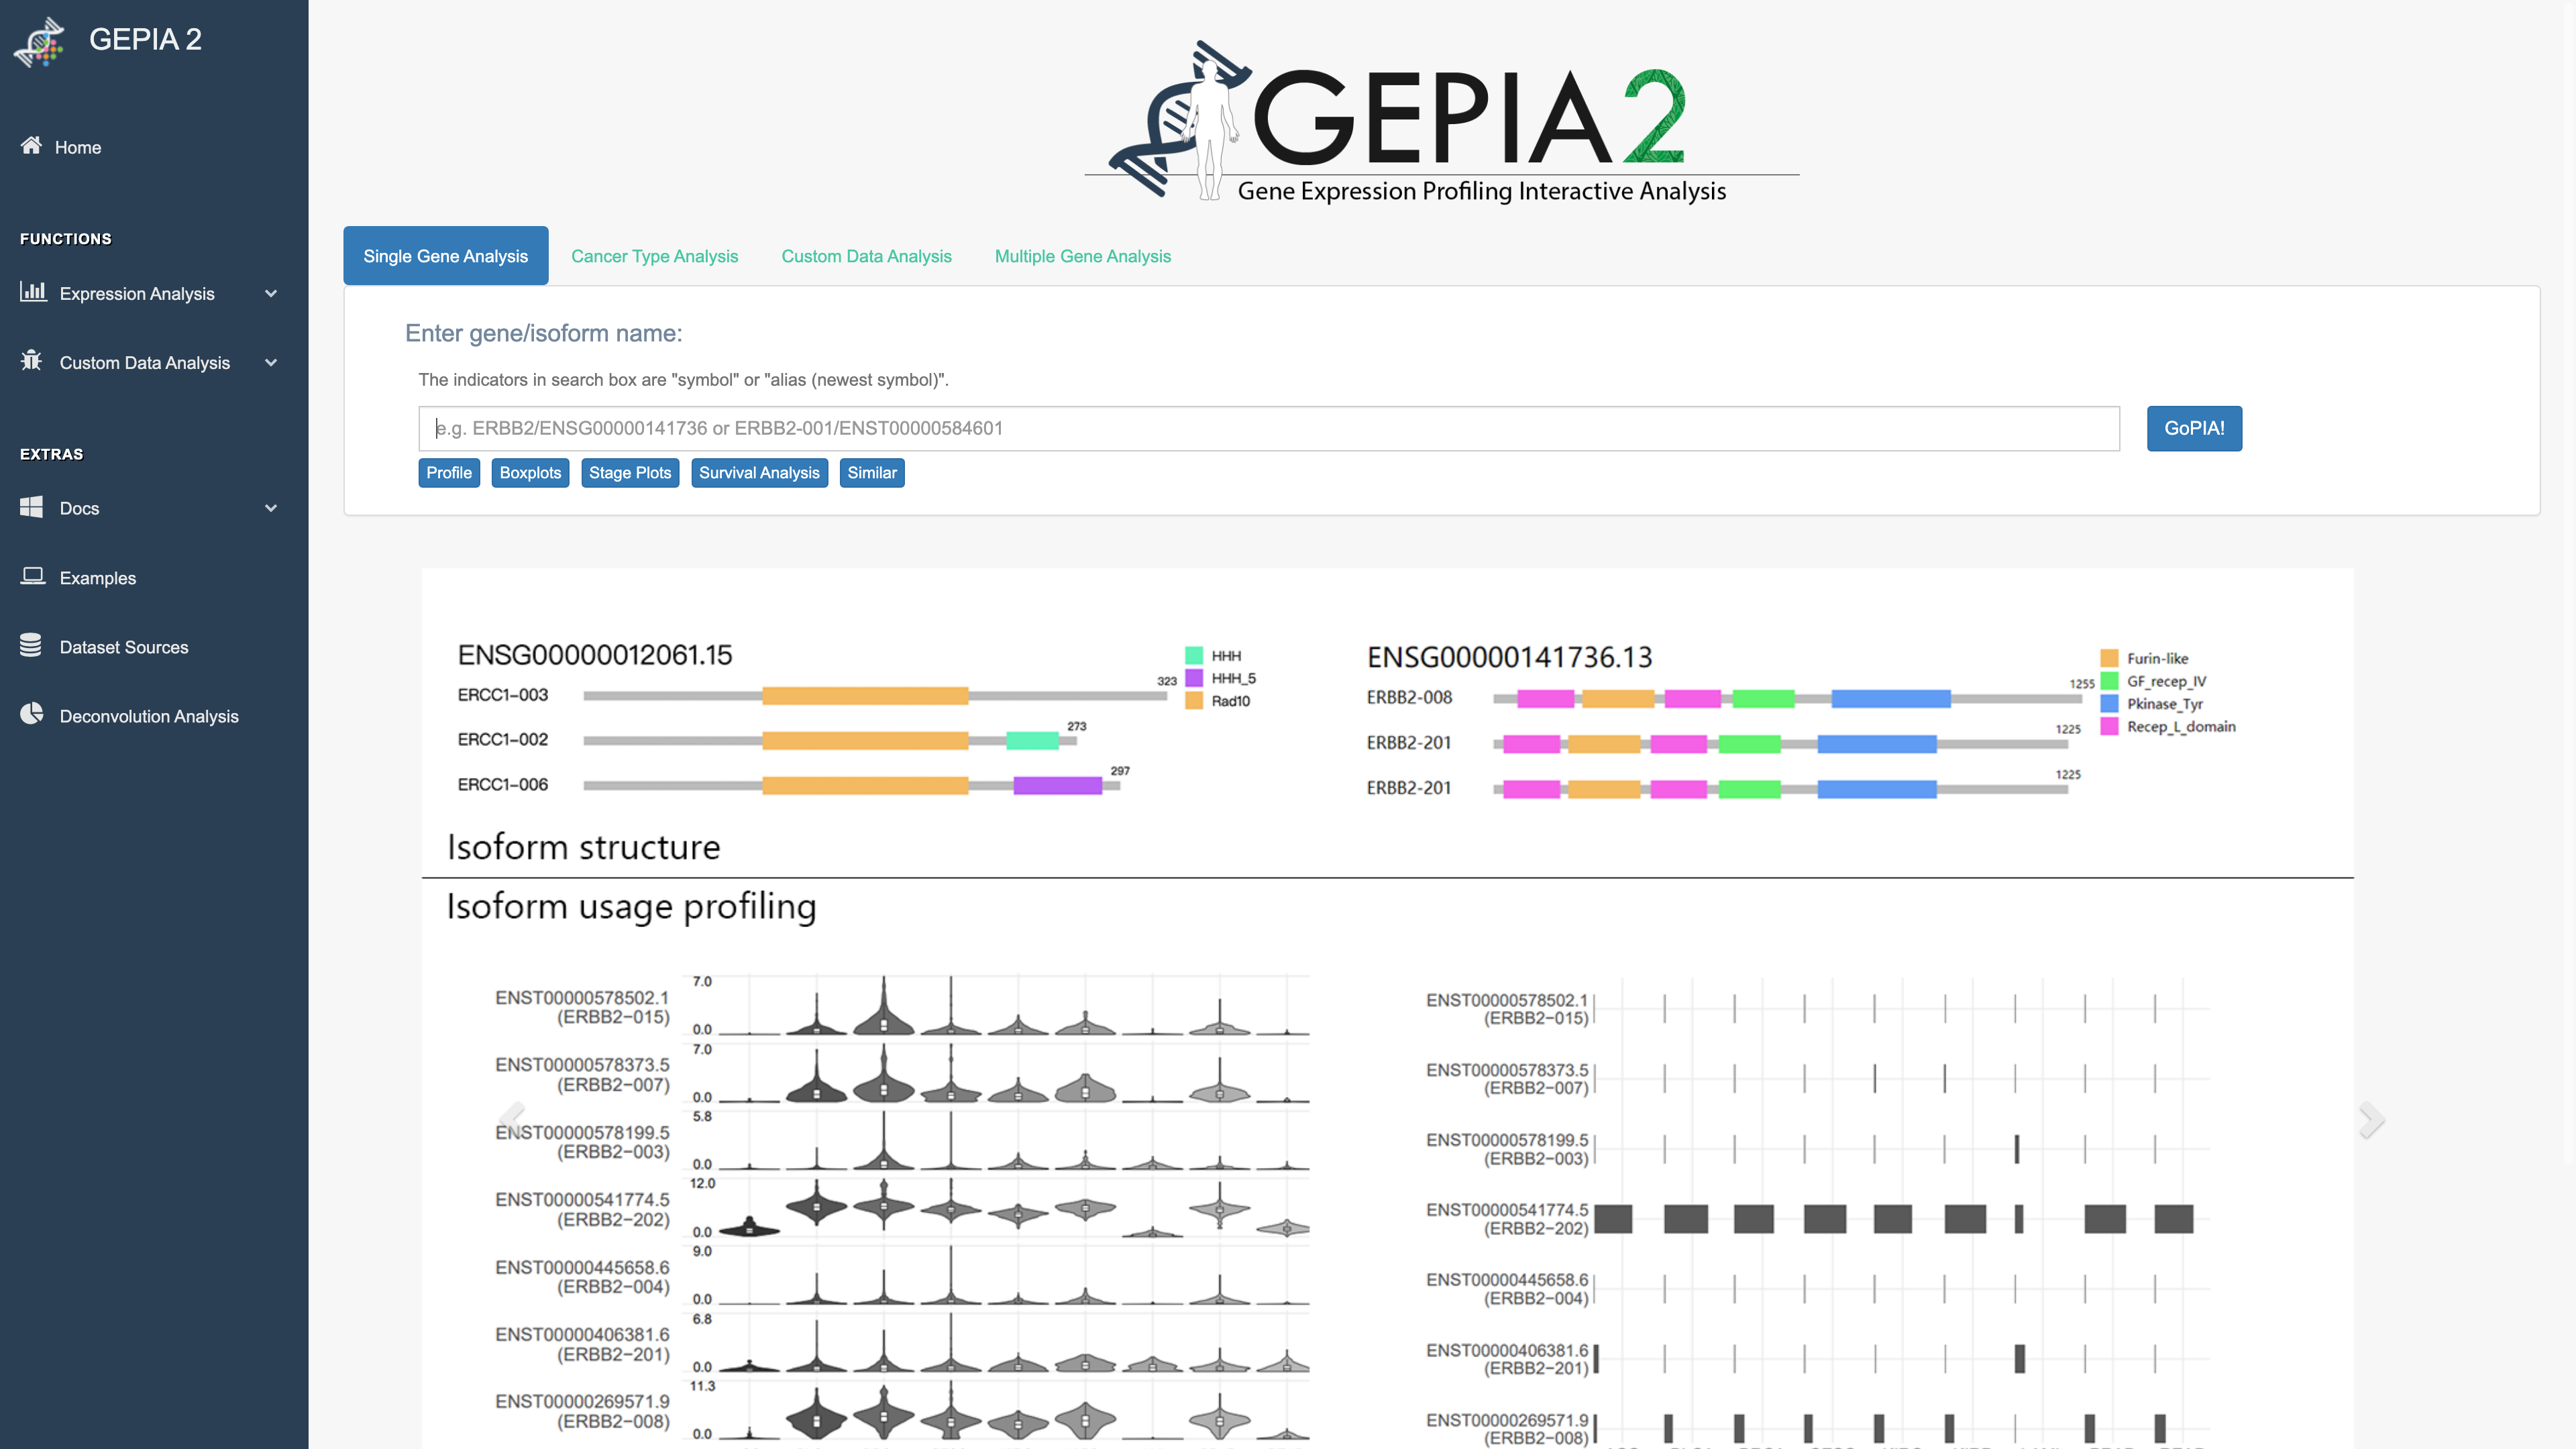 GEPIA 2
Home
FUNCTIONS
Expression Analysis
Custom Data Analysis
EXTRAS
Docs
Examples
Dataset Sources
Deconvolution Analysis
GEPIA2
Gene Expression Profiling Interactive Analysis
Single Gene Analysis Cancer Type Analysis Custom Data Analysis Multiple Gene Analysis
Enter gene/isoform name:
The indicators in search box are "symbol" or "alias (newest symbol)".
e.g. ERBB2/ENSG00000141736 or ERBB2-001/ENST00000584601
GoPIA!
Profile Boxplots Stage Plots Survival Analysis Similar
ENSG00000012061.15
HHH
HHH_5
Rad10
ERCC1-003 323
ERCC1-002 273
ERCC1-006 297
ENSG00000141736.13
Furin-like
GF_recep_IV
Pkinase_Tyr
Recep_L_domain
ERBB2-008 1255
ERBB2-201 1225
ERBB2-201 1225
Isoform structure
Isoform usage profiling
ENST00000578502.1
(ERBB2-015)
7.0
0.0
ENST00000578373.5
(ERBB2-007)
7.0
0.0
ENST00000578199.5
(ERBB2-003)
5.8
0.0
ENST00000541774.5
(ERBB2-202)
12.0
0.0
ENST00000445658.6
(ERBB2-004)
9.0
0.0
ENST00000406381.6
(ERBB2-201)
6.8
0.0
ENST00000269571.9
(ERBB2-008)
11.3
0.0
ENST00000578502.1
(ERBB2-015)
ENST00000578373.5
(ERBB2-007)
ENST00000578199.5
(ERBB2-003)
ENST00000541774.5
(ERBB2-202)
ENST00000445658.6
(ERBB2-004)
ENST00000406381.6
(ERBB2-201)
ENST00000269571.9
(ERBB2-008)